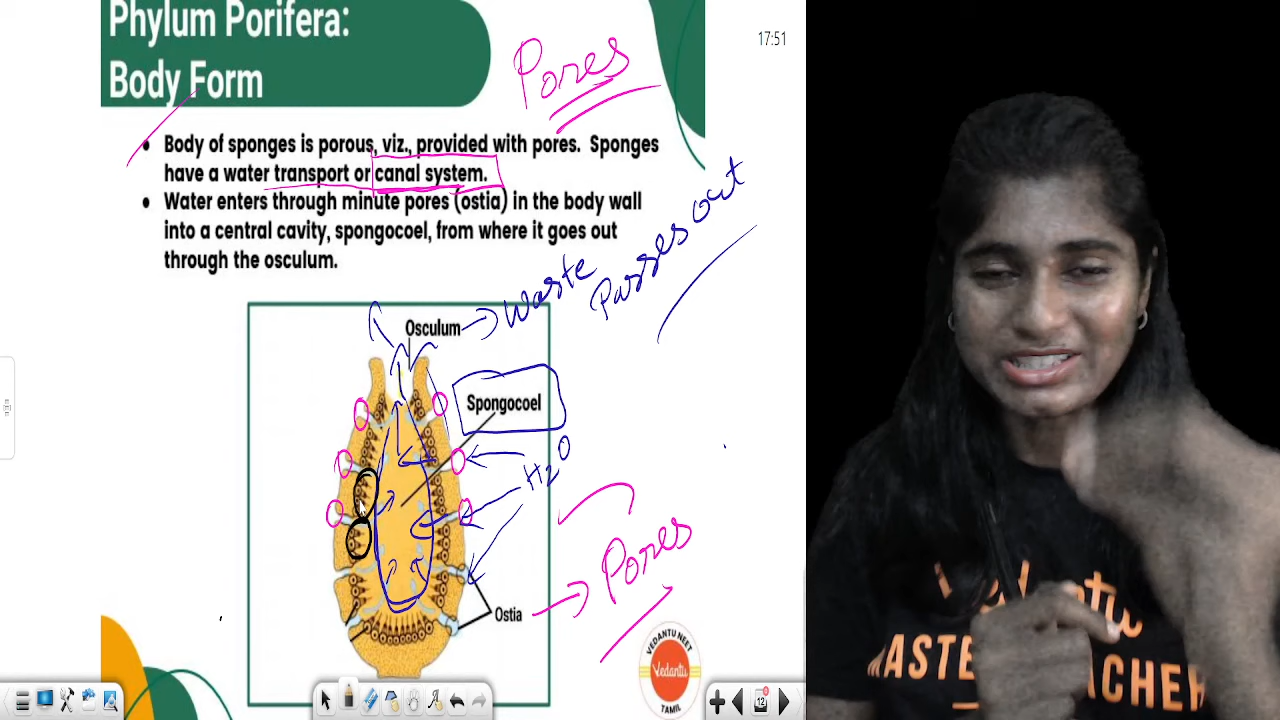 Phylum Porifera:
Body Form
Pores
17:51
• Body of sponges is porous, viz., provided with pores. Sponges
have a water transport or canal system.
• Water enters through minute pores (ostia) in the body wall
into a central cavity, spongocoel, from where it goes out
through the osculum.
Osculum
Waste
Passes out
Spongocoel
H2O
Pores
Ostia
VEDANTU NEET
Vedantu
TAMIL
12
Vedantu
MASTER TEACHER